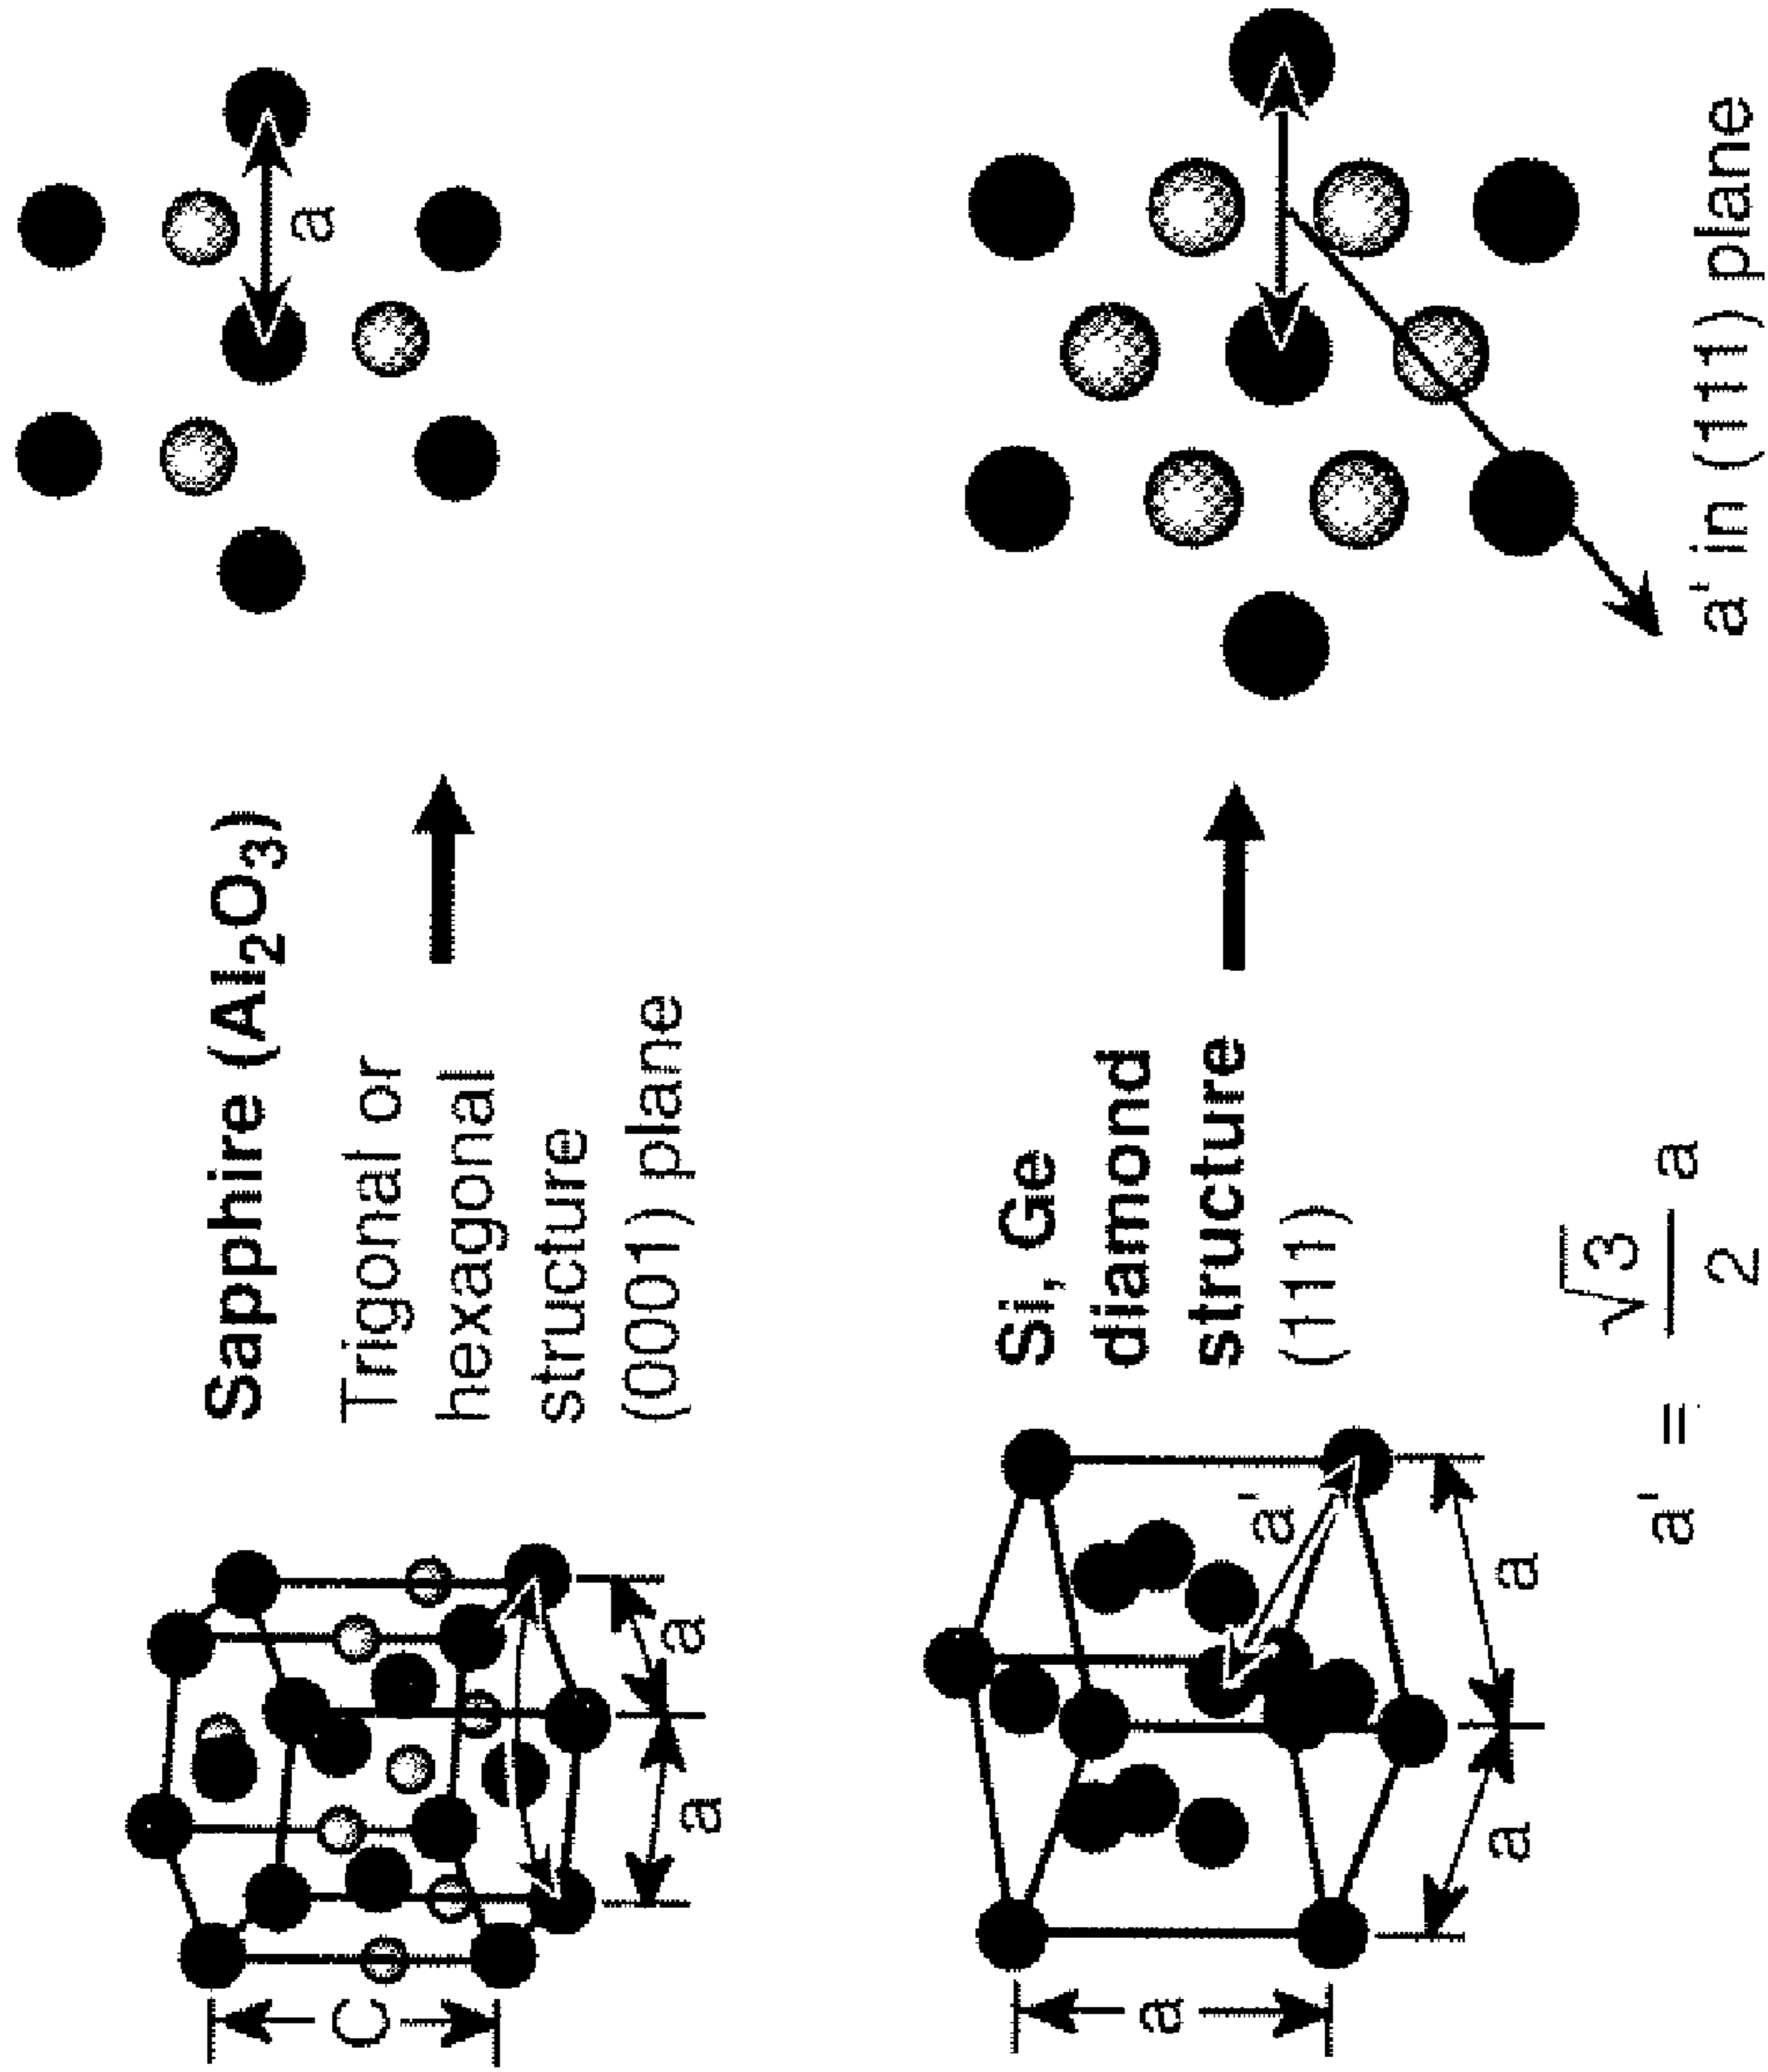 C
a
a
Sapphire (Al₂O₃)
Trigonal or
hexagonal
structure
(0001) plane
a
a
a
a
a'
Si, Ge
diamond
structure
(111)
a' = √3/2 a
a' in (111) plane